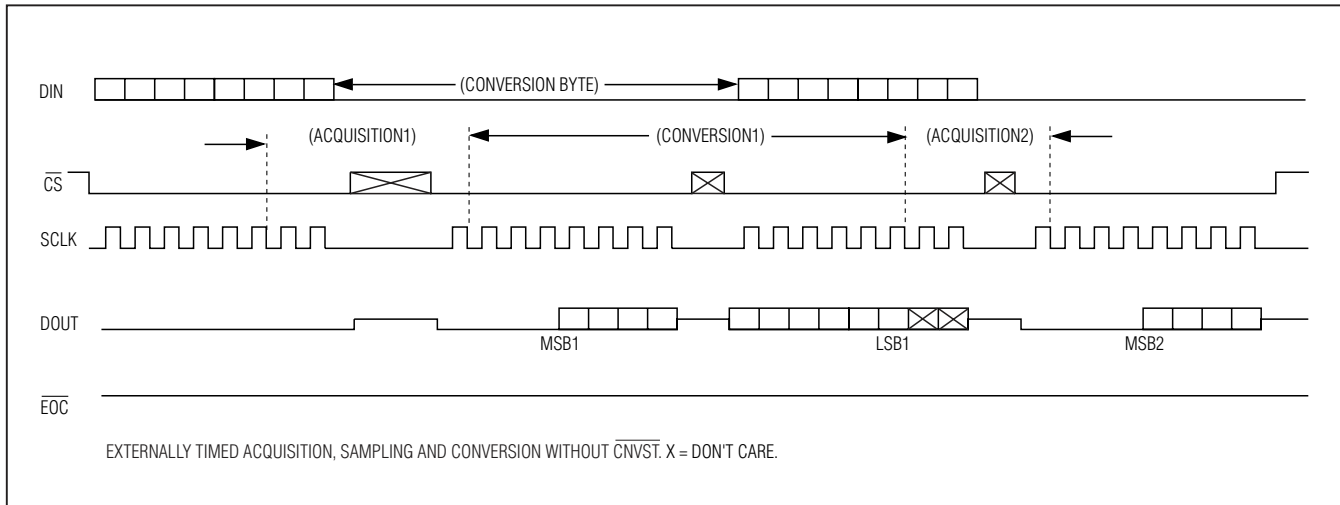 DIN
(CONVERSION BYTE)
(ACQUISITION1)
(CONVERSION1)
(ACQUISITION2)
CS
SCLK
DOUT
MSB1
LSB1
MSB2
EOC
EXTERNALLY TIMED ACQUISITION, SAMPLING AND CONVERSION WITHOUT CNVST. X = DON'T CARE.